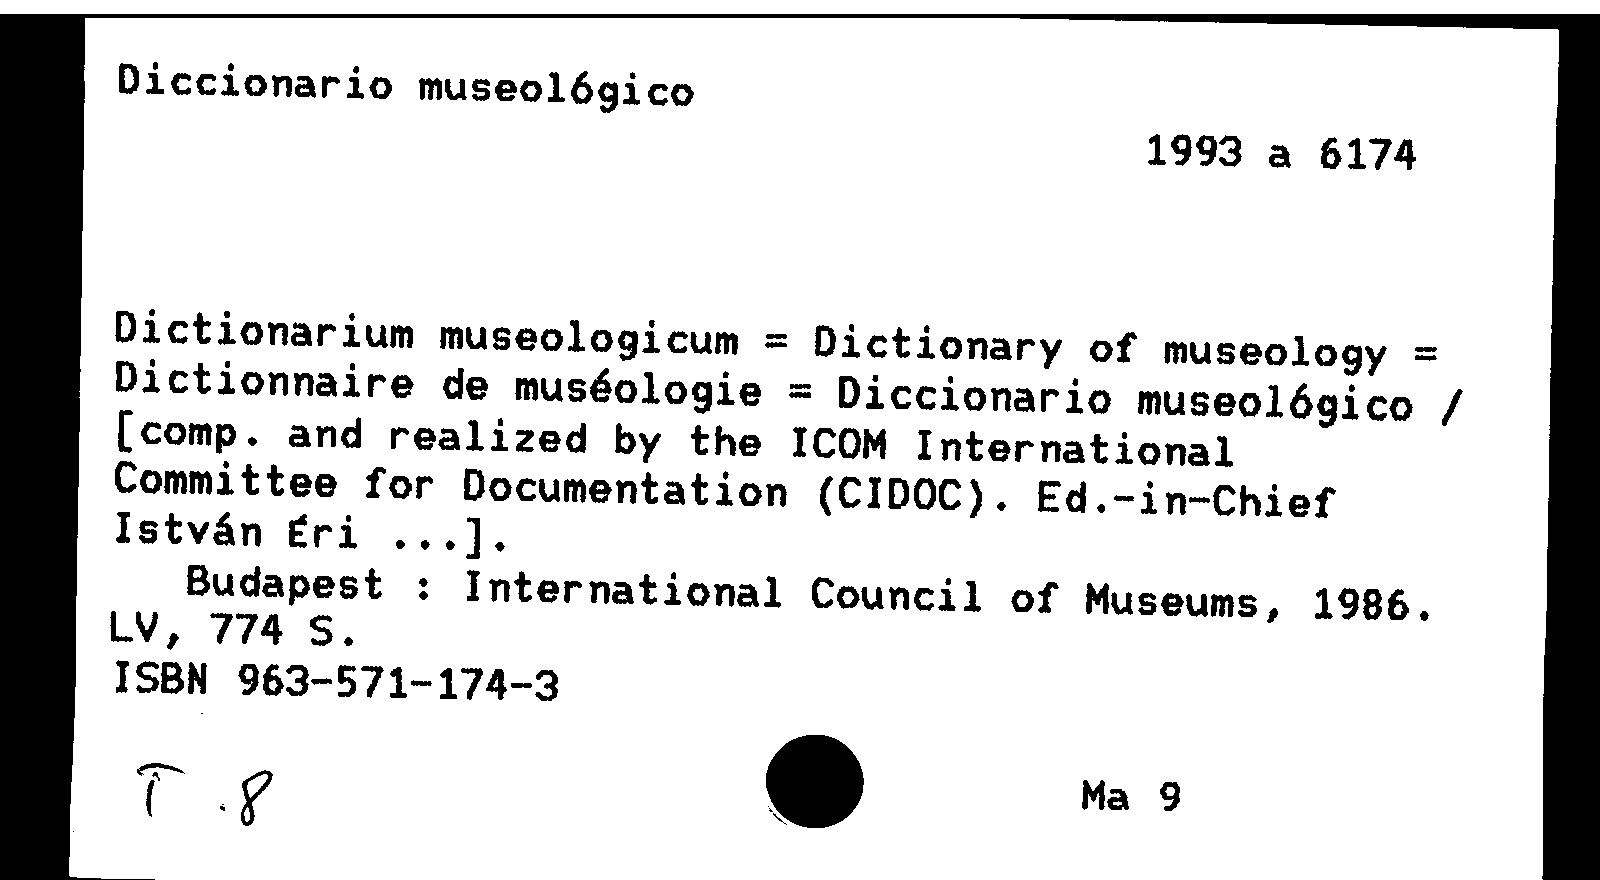 Diccionario museológico
1993 a 6174
Dictionarium museologicum = Dictionary of museology =
Dictionnaire de muséologie = Diccionario museológico /
[comp. and realized by the ICOM International
Committee for Documentation (CIDOC). Ed.-in-Chief
István Éri ...].
Budapest : International Council of Museums, 1986.
LV, 774 S.
ISBN 963-571-174-3
T .8
Ma 9